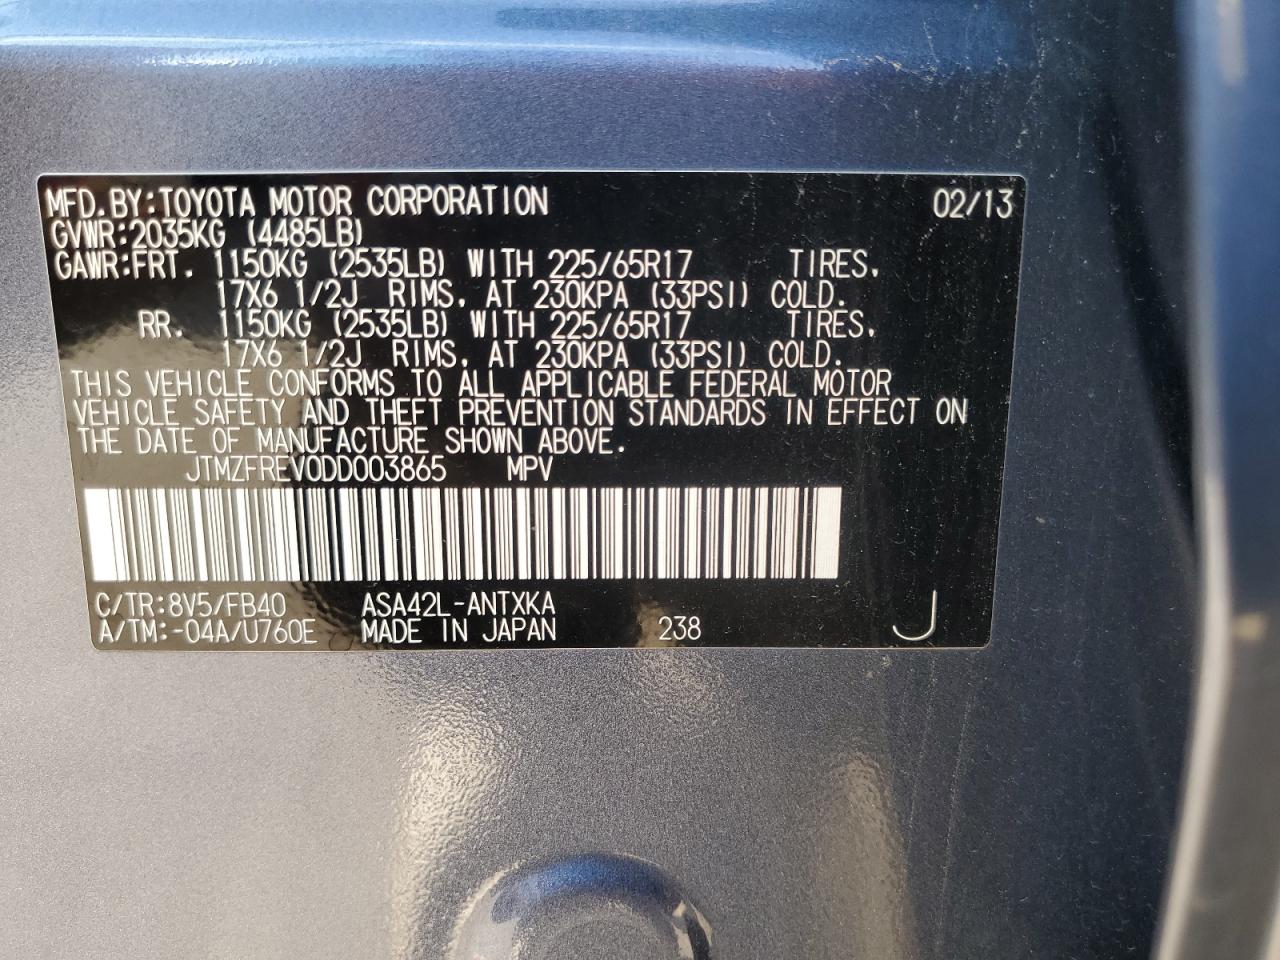 MFD.BY:TOYOTA MOTOR CORPORATION 02/13
GVWR:2035KG (4485LB)
GAWR:FRT. 1150KG (2535LB) WITH 225/65R17 TIRES,
17X6 1/2J RIMS, AT 230KPA (33PSI) COLD.
RR. 1150KG (2535LB) WITH 225/65R17 TIRES,
17X6 1/2J RIMS, AT 230KPA (33PSI) COLD.
THIS VEHICLE CONFORMS TO ALL APPLICABLE FEDERAL MOTOR
VEHICLE SAFETY AND THEFT PREVENTION STANDARDS IN EFFECT ON
THE DATE OF MANUFACTURE SHOWN ABOVE.
JTMZFREV0DD003865 MPV
C/TR:8V5/FB40 ASA42L-ANTXKA
A/TM:-04A/U760E MADE IN JAPAN 238 J